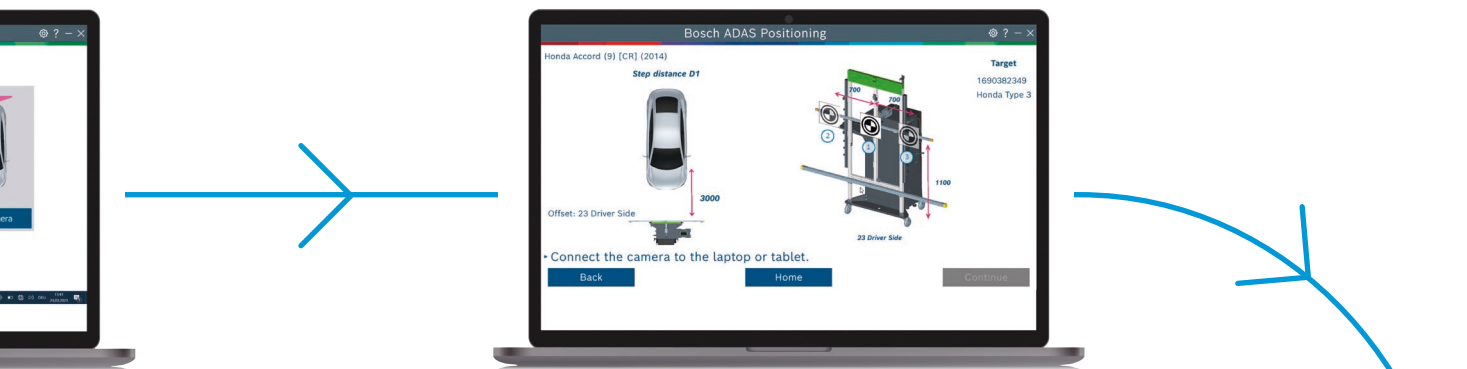 ? – ×
era
Bosch ADAS Positioning
? – ×
Honda Accord (9) [CR] (2014)
Step distance D1
Target
1690382349
Honda Type 3
700
700
2
1
3
1100
3000
Offset: 23 Driver Side
23 Driver Side
Connect the camera to the laptop or tablet.
Back
Home
Continue